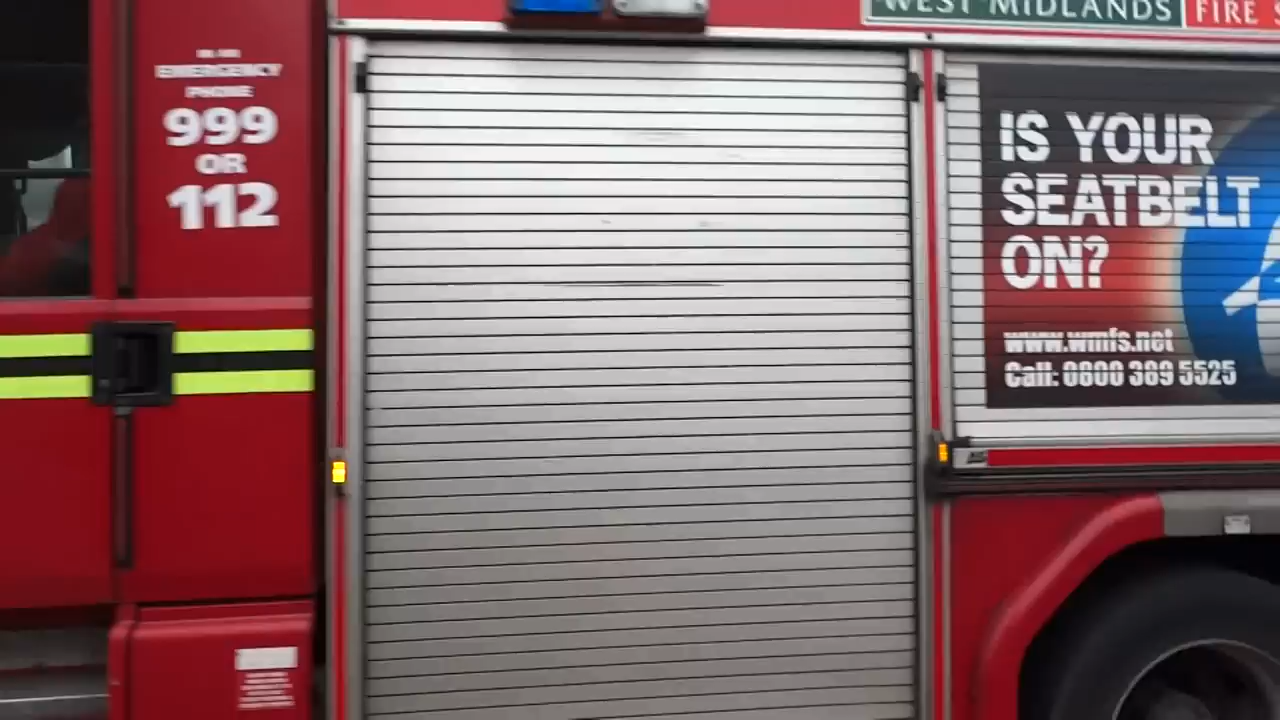 EMERGENCY
PHONE
999
OR
112
WEST MIDLANDS FIRE
IS YOUR
SEATBELT
ON?
www.wmfs.net
Call: 0800 389 5525